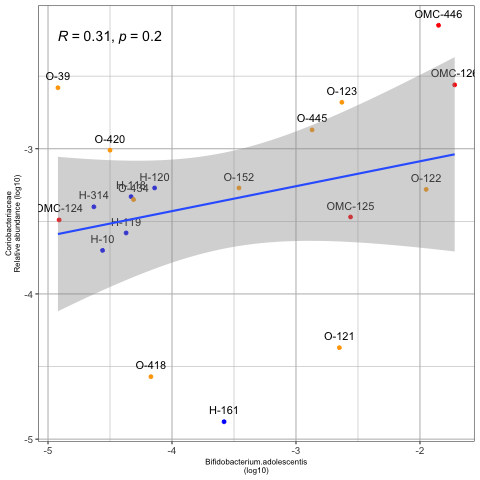 OMC-446
R = 0.31, p = 0.2
O-39
OMC-126
O-123
O-445
O-420
H-120
O-152
O-122
H-118
O-434
H-314
OMC-124
OMC-125
H-119
H-10
O-121
O-418
H-161
-3
-4
-5
-5
-4
-3
-2
Coriobacteriaceae
Relative abundance (log10)
Bifidobacterium.adolescentis
(log10)